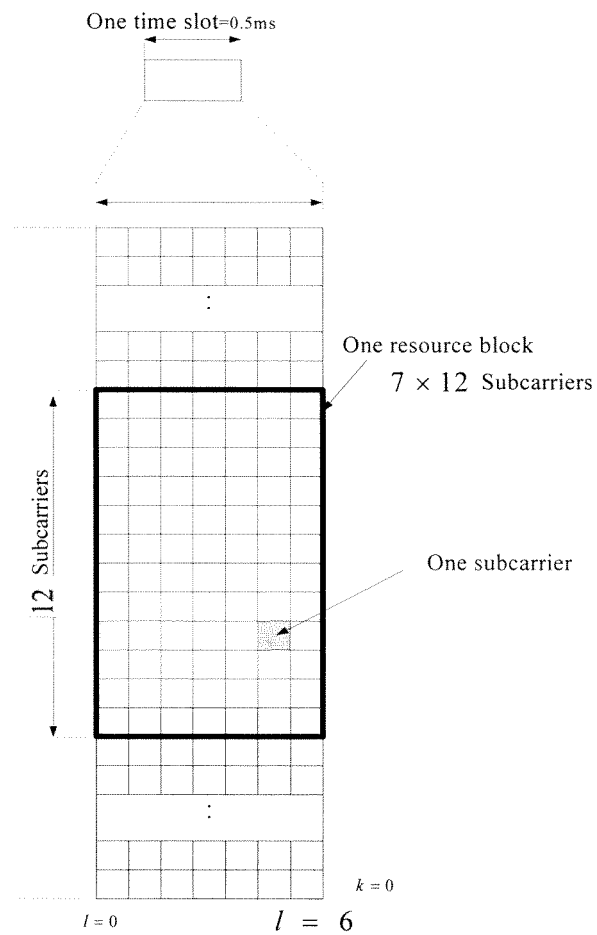 One time slot=0.5ms
:
One resource block
7 × 12 Subcarriers
12 Subcarriers
One subcarrier
:
k = 0
l = 0
l = 6